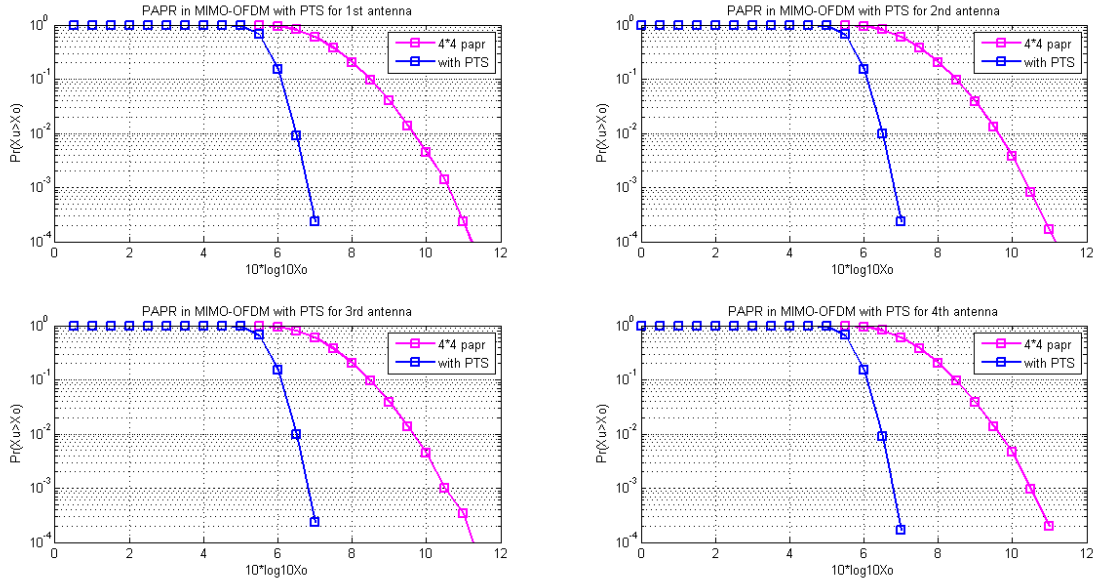 PAPR in MIMO-OFDM with PTS for 1st antenna
10^0
10^-1
10^-2
10^-3
10^-4
Pr(Xu>Xo)
4*4 papr
with PTS
0 2 4 6 8 10 12
10*log10Xo
PAPR in MIMO-OFDM with PTS for 2nd antenna
10^0
10^-1
10^-2
10^-3
10^-4
Pr(Xu>Xo)
4*4 papr
with PTS
0 2 4 6 8 10 12
10*log10Xo
PAPR in MIMO-OFDM with PTS for 3rd antenna
10^0
10^-1
10^-2
10^-3
10^-4
Pr(Xu>Xo)
4*4 papr
with PTS
0 2 4 6 8 10 12
10*log10Xo
PAPR in MIMO-OFDM with PTS for 4th antenna
10^0
10^-1
10^-2
10^-3
10^-4
Pr(Xu>Xo)
4*4 papr
with PTS
0 2 4 6 8 10 12
10*log10Xo